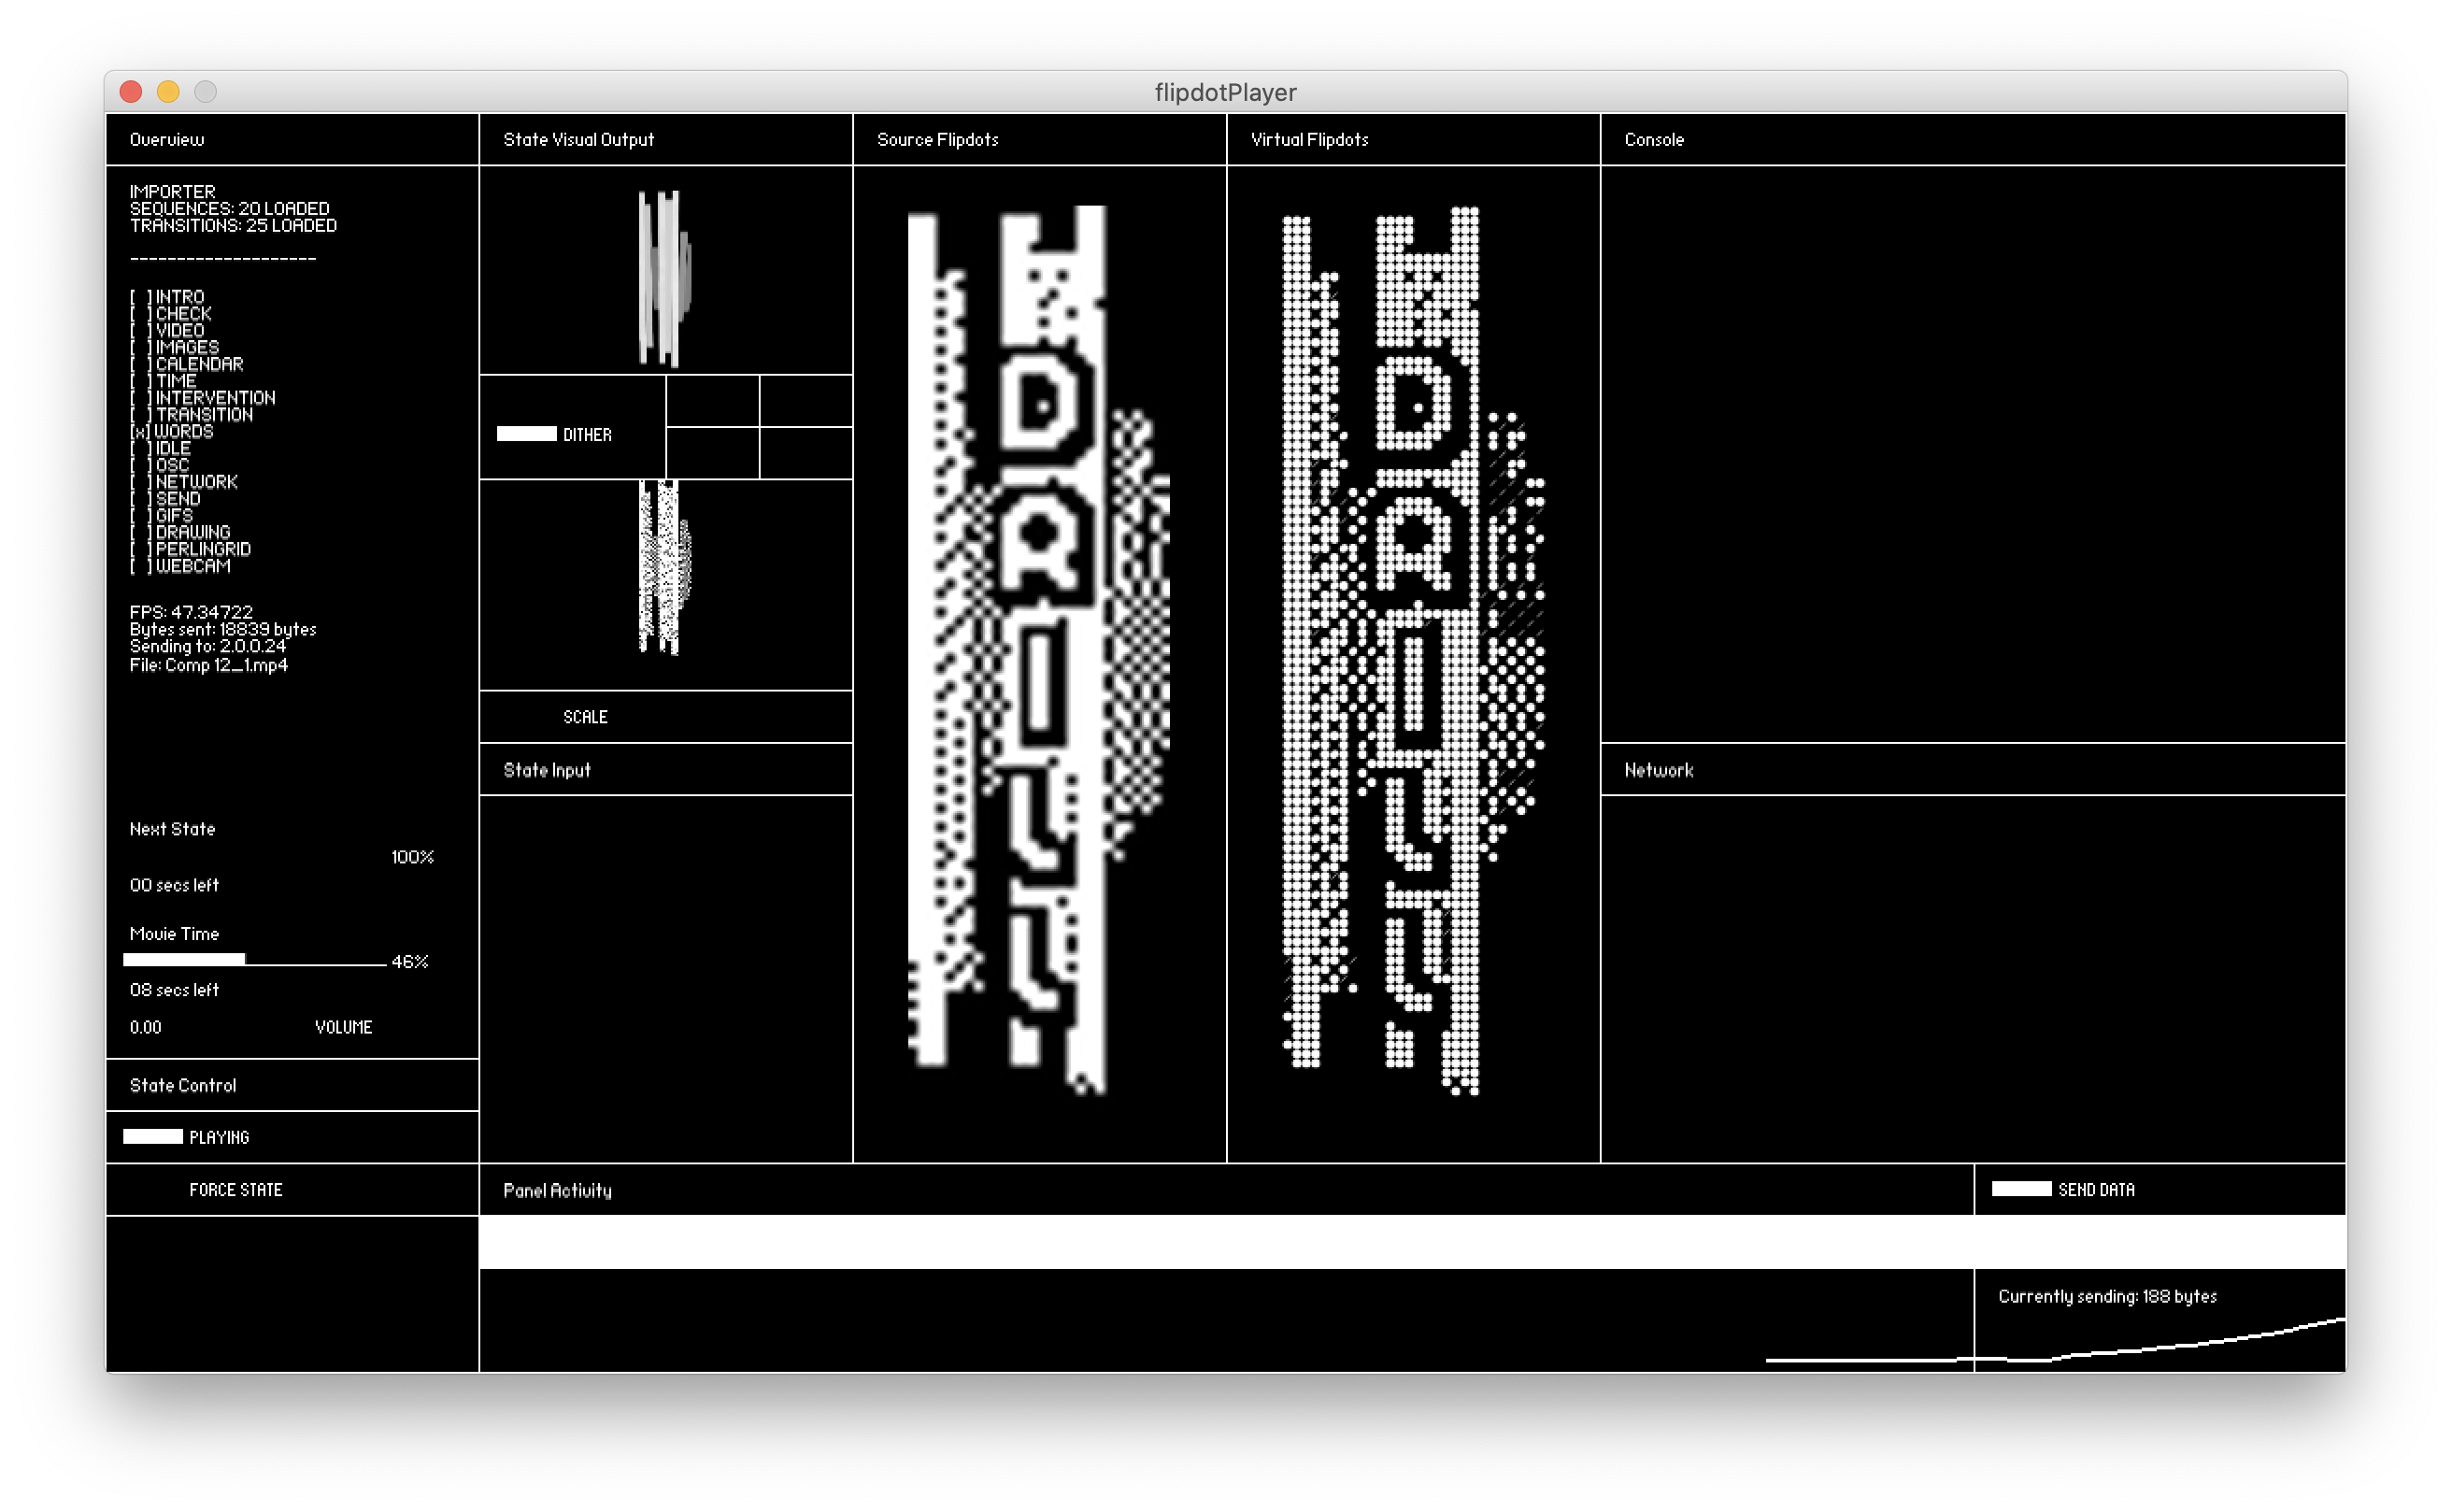 flipdotPlayer
Overview
State Visual Output
Source Flipdots
Virtual Flipdots
Console
IMPORTER
SEQUENCES: 20 LOADED
TRANSITIONS: 25 LOADED
--------------------
[ ] INTRO
[ ] CHECK
[ ] VIDEO
[ ] IMAGES
[ ] CALENDAR
[ ] TIME
[ ] INTERVENTION
[ ] TRANSITION
[x] WORDS
[ ] IDLE
[ ] OSC
[ ] NETWORK
[ ] SEND
[ ] GIFS
[ ] DRAWING
[ ] PERLINGRID
[ ] WEBCAM
FPS: 47.34722
Bytes sent: 18839 bytes
Sending to: 2.0.0.24
File: Comp 12_1.mp4
Next State
100%
00 secs left
Movie Time
46%
08 secs left
0.00 VOLUME
State Control
PLAYING
FORCE STATE
DITHER
SCALE
State Input
D
R
I
Network
Panel Activity
SEND DATA
Currently sending: 188 bytes